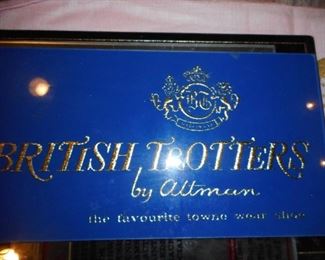 BRITISH TROTTERS
by Altman
the favourite towne wear shoe